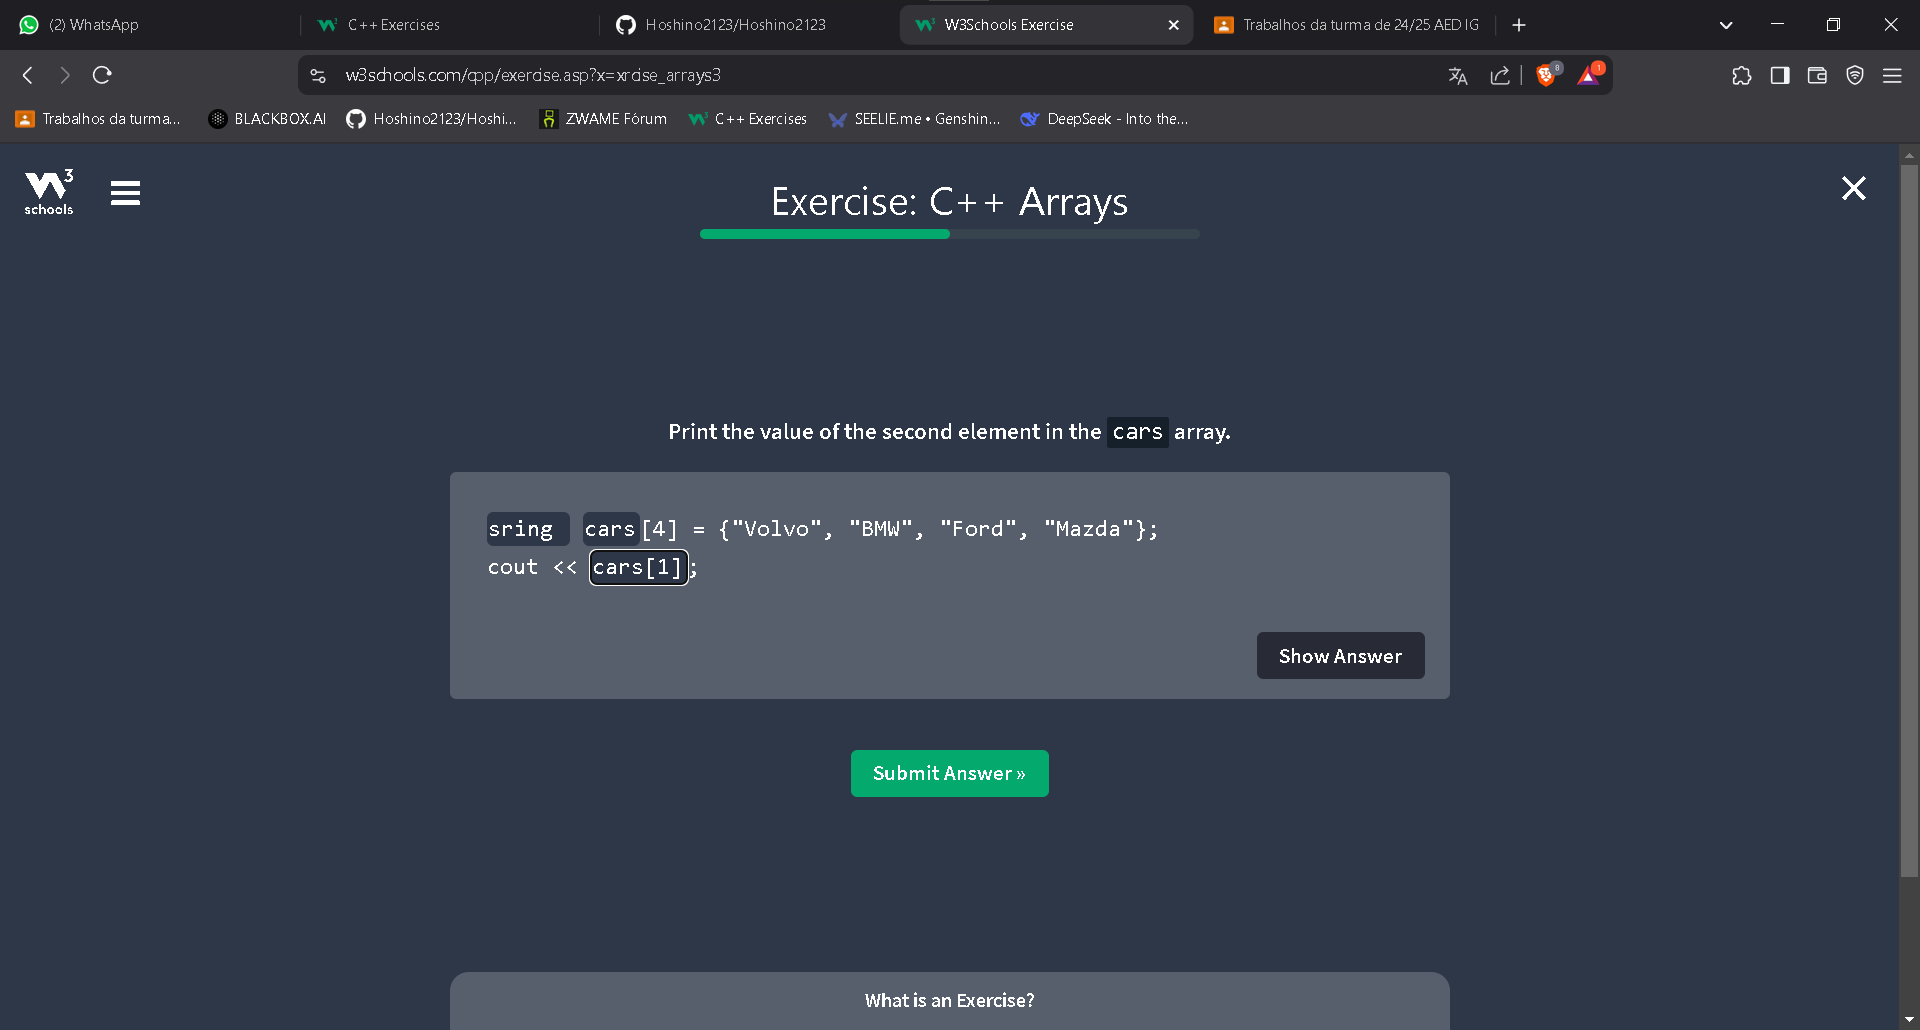 (2) WhatsApp
C++ Exercises
Hoshino2123/Hoshino2123
W3Schools Exercise
Trabalhos da turma de 24/25 AED IG
w3schools.com/cpp/exercise.asp?x=xrcise_arrays3
8
1
Trabalhos da turma...
BLACKBOX.AI
Hoshino2123/Hoshi...
ZWAME Fórum
C++ Exercises
SEELIE.me • Genshin...
DeepSeek - Into the...
3
schools
Exercise: C++ Arrays
Print the value of the second element in the cars array.
sring cars[4] = {"Volvo", "BMW", "Ford", "Mazda"};
cout << cars[1];
Show Answer
Submit Answer »
What is an Exercise?